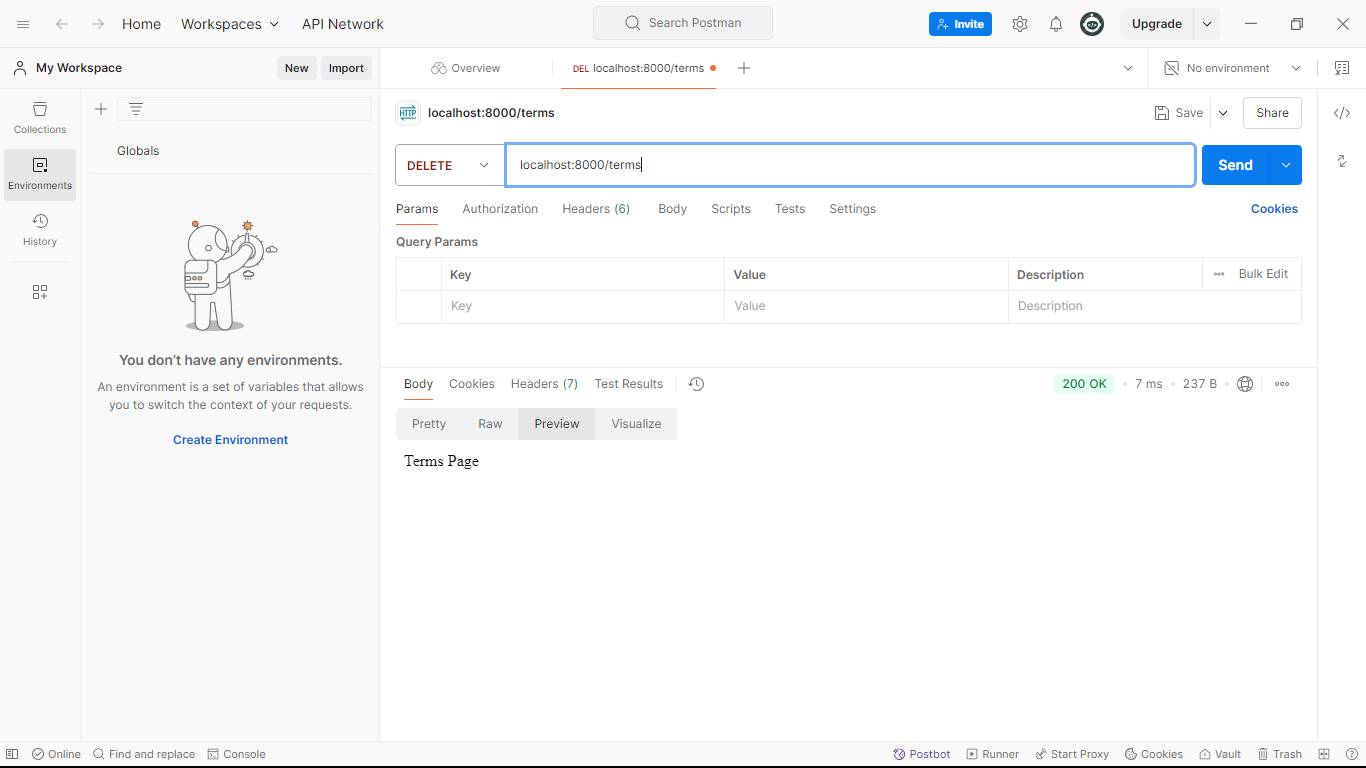 Home Workspaces API Network Search Postman Invite Upgrade
My Workspace New Import Overview DEL localhost:8000/terms No environment
HTTP localhost:8000/terms Save Share
Collections
Environments
History
Globals
You don’t have any environments.
An environment is a set of variables that allows
you to switch the context of your requests.
Create Environment
DELETE localhost:8000/terms Send
Params Authorization Headers (6) Body Scripts Tests Settings Cookies
Query Params
Key Value Description Bulk Edit
Key Value Description
Body Cookies Headers (7) Test Results 200 OK 7 ms 237 B
Pretty Raw Preview Visualize
Terms Page
Online Find and replace Console Postbot Runner Start Proxy Cookies Vault Trash